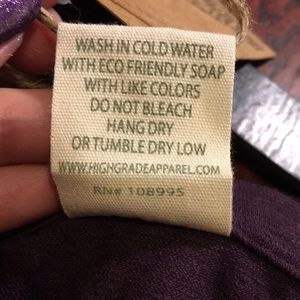 WASH IN COLD WATER
WITH ECO FRIENDLY SOAP
WITH LIKE COLORS
DO NOT BLEACH
HANG DRY
OR TUMBLE DRY LOW
WWW.HIGHGRADEAPPAREL.COM
RN# 108995